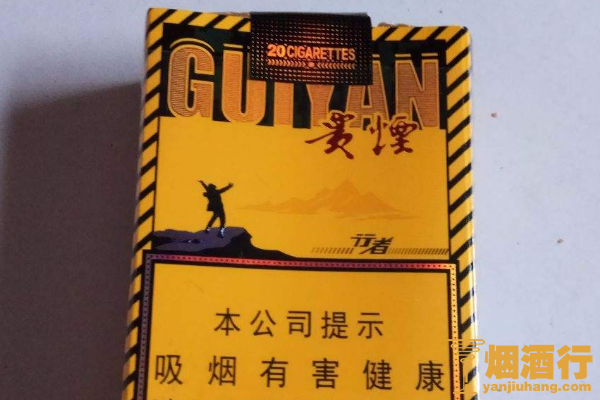 20 CIGARETTES
GUIYAN
贵煙
行者
本公司提示
吸烟有害健康
烟酒行
yanjiuhang.com